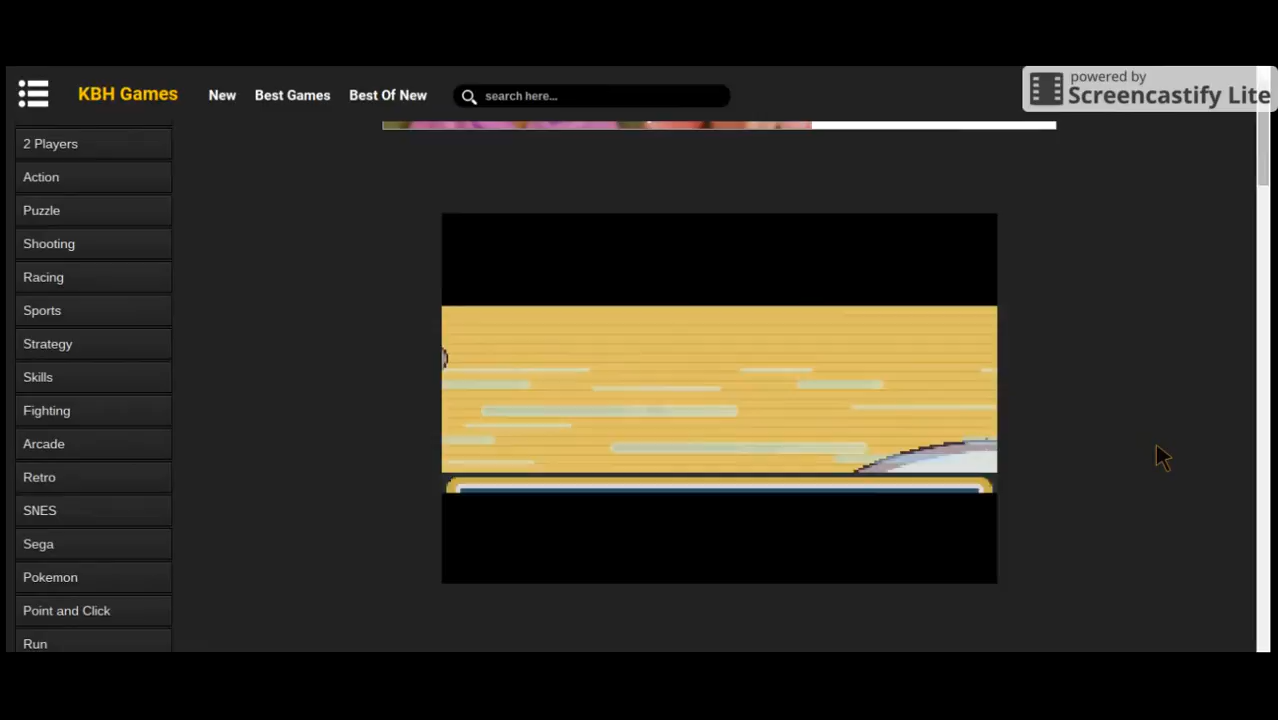 powered by
Screencastify Lite
KBH Games
New
Best Games
Best Of New
search here...
2 Players
Action
Puzzle
Shooting
Racing
Sports
Strategy
Skills
Fighting
Arcade
Retro
SNES
Sega
Pokemon
Point and Click
Run